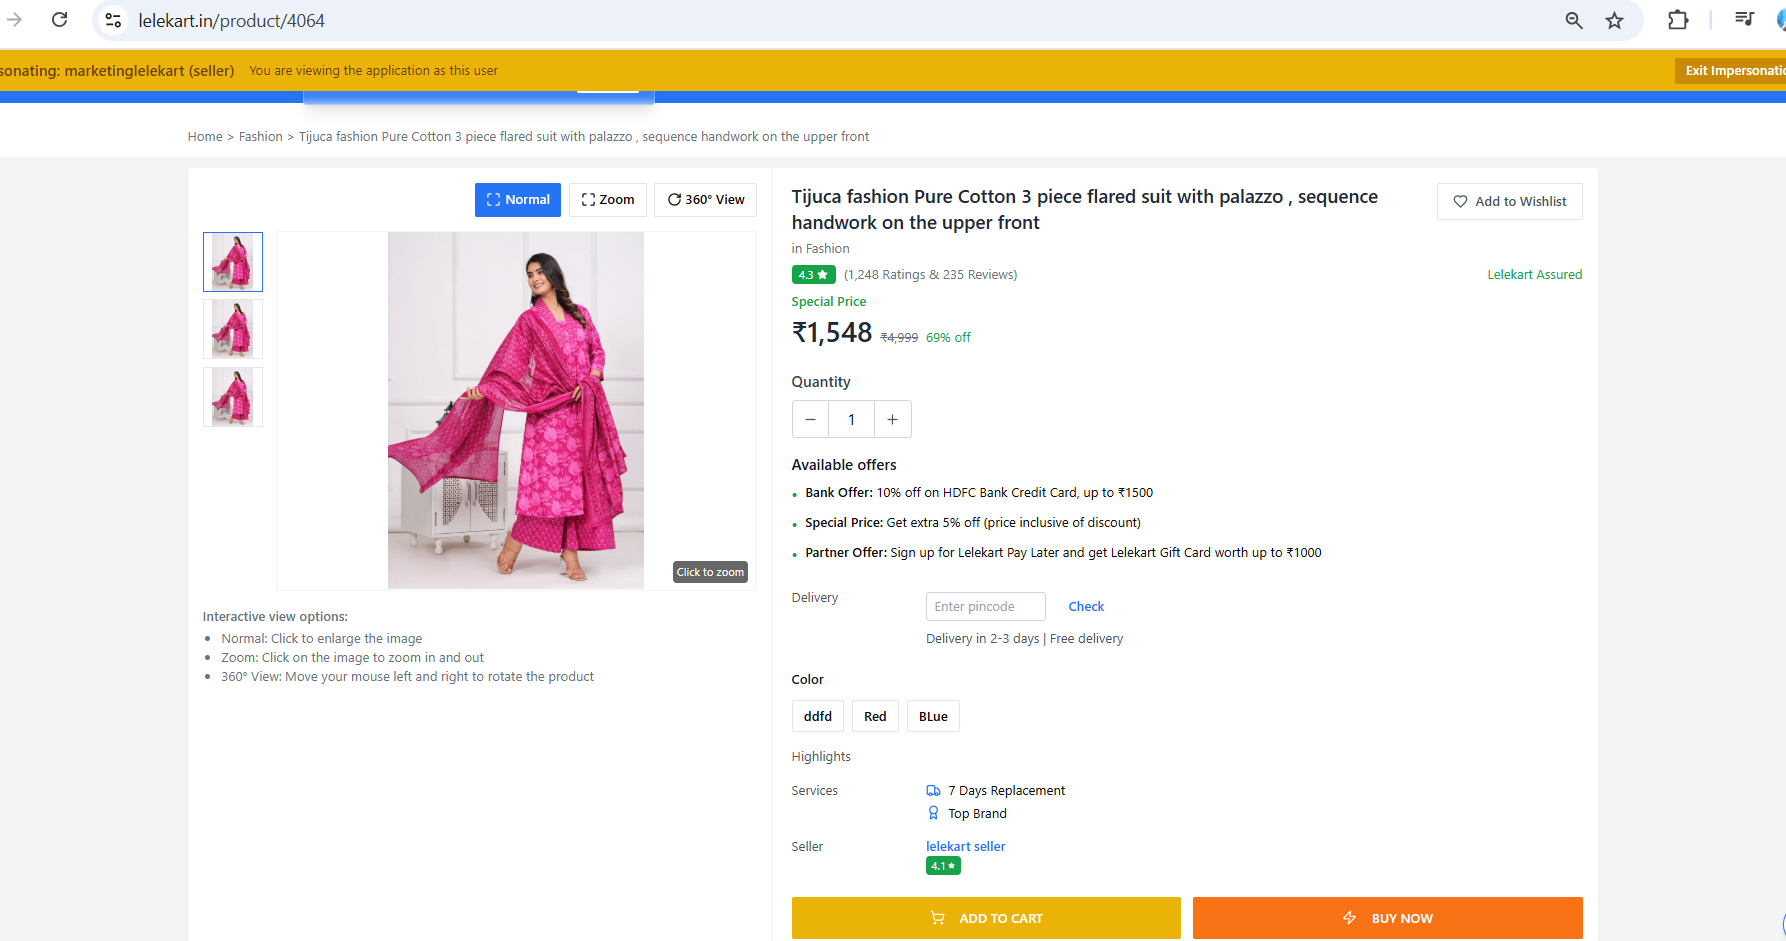 lelekart.in/product/4064
sonating: marketinglelekart (seller) You are viewing the application as this user
Exit Impersonatio
Home > Fashion > Tijuca fashion Pure Cotton 3 piece flared suit with palazzo , sequence handwork on the upper front
Normal
Zoom
360° View
Click to zoom
Interactive view options:
Normal: Click to enlarge the image
Zoom: Click on the image to zoom in and out
360° View: Move your mouse left and right to rotate the product
Tijuca fashion Pure Cotton 3 piece flared suit with palazzo , sequence
handwork on the upper front
Add to Wishlist
in Fashion
4.3 ★ (1,248 Ratings & 235 Reviews)
Lelekart Assured
Special Price
₹1,548 ₹4,999 69% off
Quantity
− 1 +
Available offers
• Bank Offer: 10% off on HDFC Bank Credit Card, up to ₹1500
• Special Price: Get extra 5% off (price inclusive of discount)
• Partner Offer: Sign up for Lelekart Pay Later and get Lelekart Gift Card worth up to ₹1000
Delivery
Enter pincode
Check
Delivery in 2-3 days | Free delivery
Color
ddfd
Red
BLue
Highlights
Services
7 Days Replacement
Top Brand
Seller
lelekart seller
4.1 ★
ADD TO CART
BUY NOW